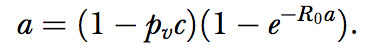 a = (1 − p_v c)(1 − e^{−R_0 a}).